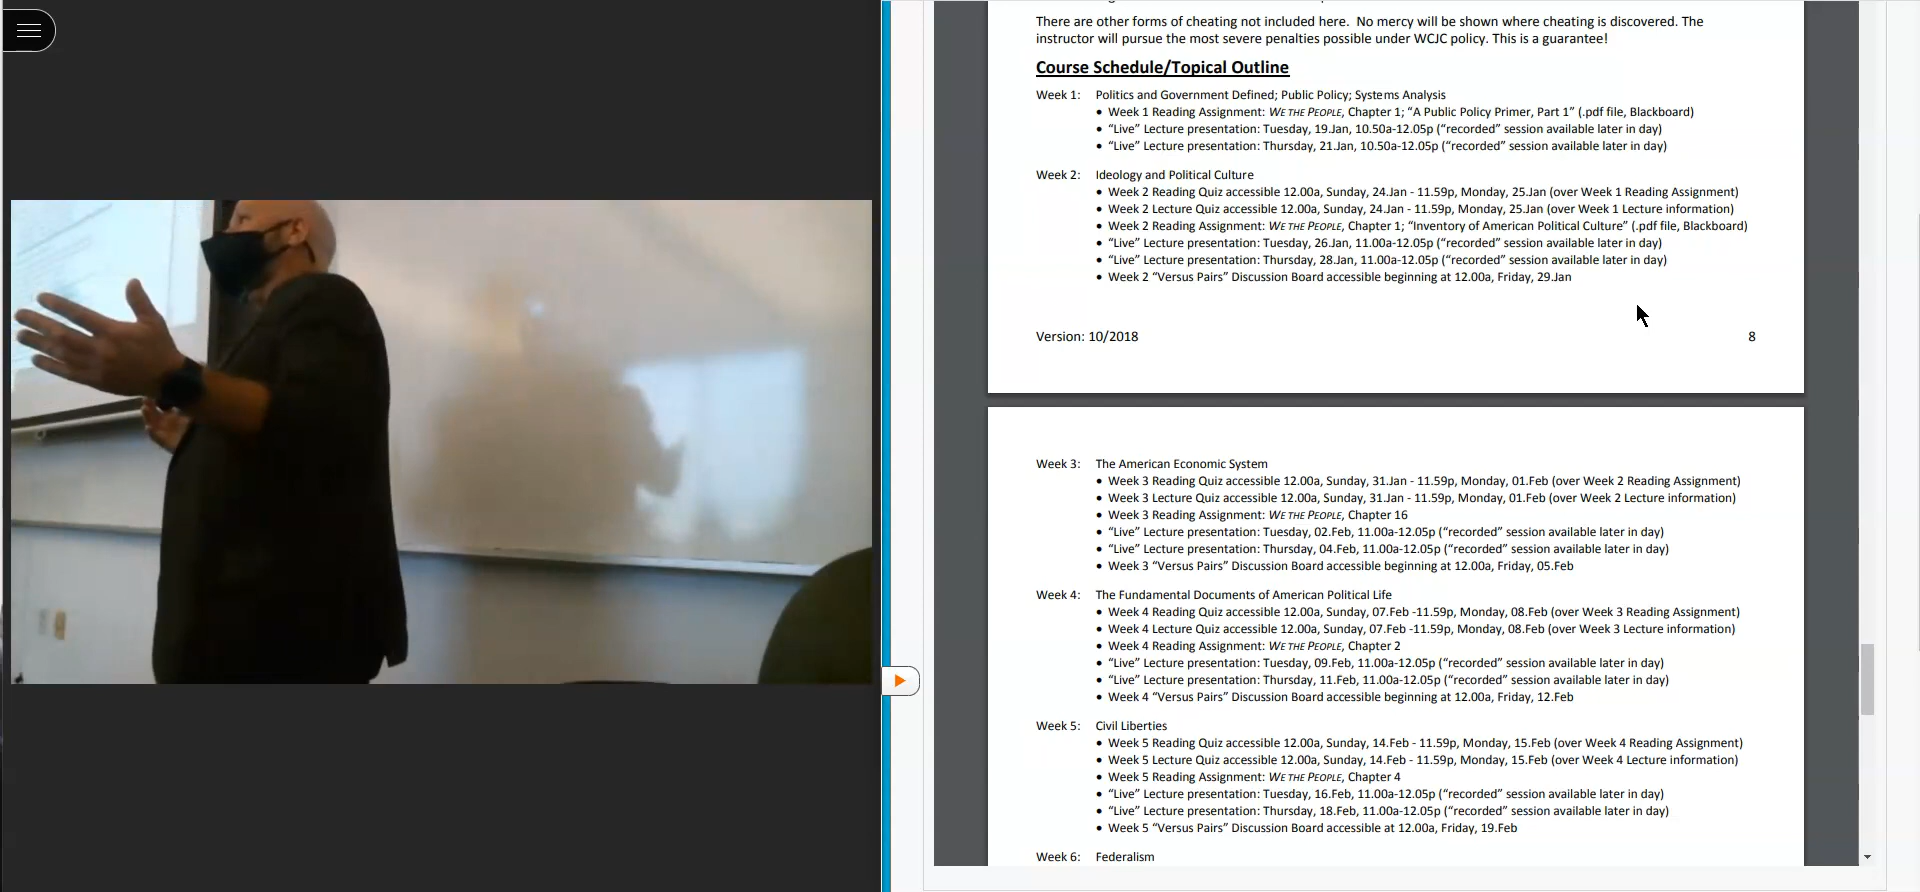 There are other forms of cheating not included here. No mercy will be shown where cheating is discovered. The
instructor will pursue the most severe penalties possible under WCJC policy. This is a guarantee!
Course Schedule/Topical Outline
Week 1: Politics and Government Defined; Public Policy; Systems Analysis
• Week 1 Reading Assignment: WE THE PEOPLE, Chapter 1; “A Public Policy Primer, Part 1” (.pdf file, Blackboard)
• “Live” Lecture presentation: Tuesday, 19.Jan, 10.50a-12.05p (“recorded” session available later in day)
• “Live” Lecture presentation: Thursday, 21.Jan, 10.50a-12.05p (“recorded” session available later in day)
Week 2: Ideology and Political Culture
• Week 2 Reading Quiz accessible 12.00a, Sunday, 24.Jan - 11.59p, Monday, 25.Jan (over Week 1 Reading Assignment)
• Week 2 Lecture Quiz accessible 12.00a, Sunday, 24.Jan - 11.59p, Monday, 25.Jan (over Week 1 Lecture information)
• Week 2 Reading Assignment: WE THE PEOPLE, Chapter 1; “Inventory of American Political Culture” (.pdf file, Blackboard)
• “Live” Lecture presentation: Tuesday, 26.Jan, 11.00a-12.05p (“recorded” session available later in day)
• “Live” Lecture presentation: Thursday, 28.Jan, 11.00a-12.05p (“recorded” session available later in day)
• Week 2 “Versus Pairs” Discussion Board accessible beginning at 12.00a, Friday, 29.Jan
Version: 10/2018 8
Week 3: The American Economic System
• Week 3 Reading Quiz accessible 12.00a, Sunday, 31.Jan - 11.59p, Monday, 01.Feb (over Week 2 Reading Assignment)
• Week 3 Lecture Quiz accessible 12.00a, Sunday, 31.Jan - 11.59p, Monday, 01.Feb (over Week 2 Lecture information)
• Week 3 Reading Assignment: WE THE PEOPLE, Chapter 16
• “Live” Lecture presentation: Tuesday, 02.Feb, 11.00a-12.05p (“recorded” session available later in day)
• “Live” Lecture presentation: Thursday, 04.Feb, 11.00a-12.05p (“recorded” session available later in day)
• Week 3 “Versus Pairs” Discussion Board accessible beginning at 12.00a, Friday, 05.Feb
Week 4: The Fundamental Documents of American Political Life
• Week 4 Reading Quiz accessible 12.00a, Sunday, 07.Feb -11.59p, Monday, 08.Feb (over Week 3 Reading Assignment)
• Week 4 Lecture Quiz accessible 12.00a, Sunday, 07.Feb -11.59p, Monday, 08.Feb (over Week 3 Lecture information)
• Week 4 Reading Assignment: WE THE PEOPLE, Chapter 2
• “Live” Lecture presentation: Tuesday, 09.Feb, 11.00a-12.05p (“recorded” session available later in day)
• “Live” Lecture presentation: Thursday, 11.Feb, 11.00a-12.05p (“recorded” session available later in day)
• Week 4 “Versus Pairs” Discussion Board accessible beginning at 12.00a, Friday, 12.Feb
Week 5: Civil Liberties
• Week 5 Reading Quiz accessible 12.00a, Sunday, 14.Feb - 11.59p, Monday, 15.Feb (over Week 4 Reading Assignment)
• Week 5 Lecture Quiz accessible 12.00a, Sunday, 14.Feb - 11.59p, Monday, 15.Feb (over Week 4 Lecture information)
• Week 5 Reading Assignment: WE THE PEOPLE, Chapter 4
• “Live” Lecture presentation: Tuesday, 16.Feb, 11.00a-12.05p (“recorded” session available later in day)
• “Live” Lecture presentation: Thursday, 18.Feb, 11.00a-12.05p (“recorded” session available later in day)
• Week 5 “Versus Pairs” Discussion Board accessible at 12.00a, Friday, 19.Feb
Week 6: Federalism